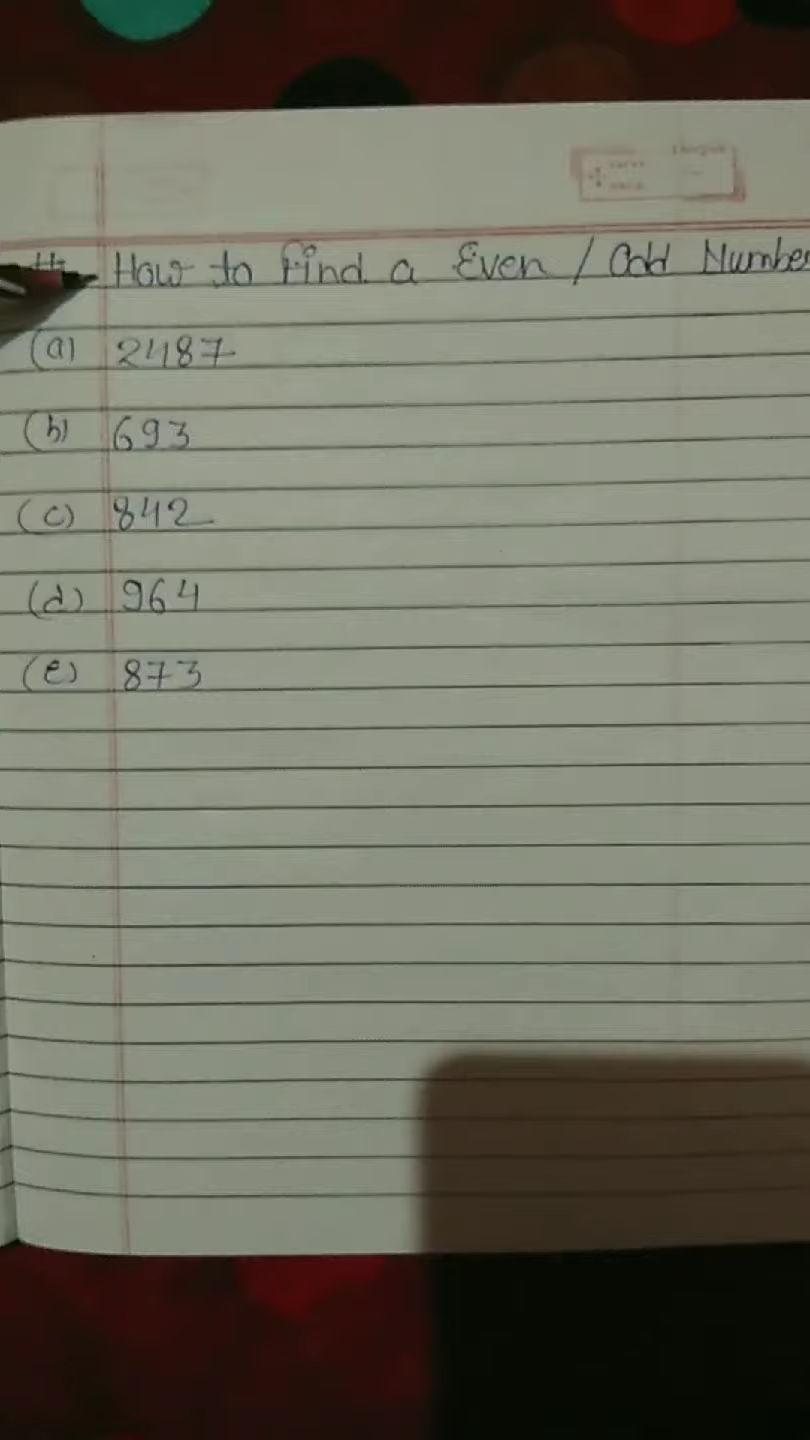 How to find a Even / Odd Number
(a) 2487
(b) 693
(c) 842
(d) 964
(e) 873